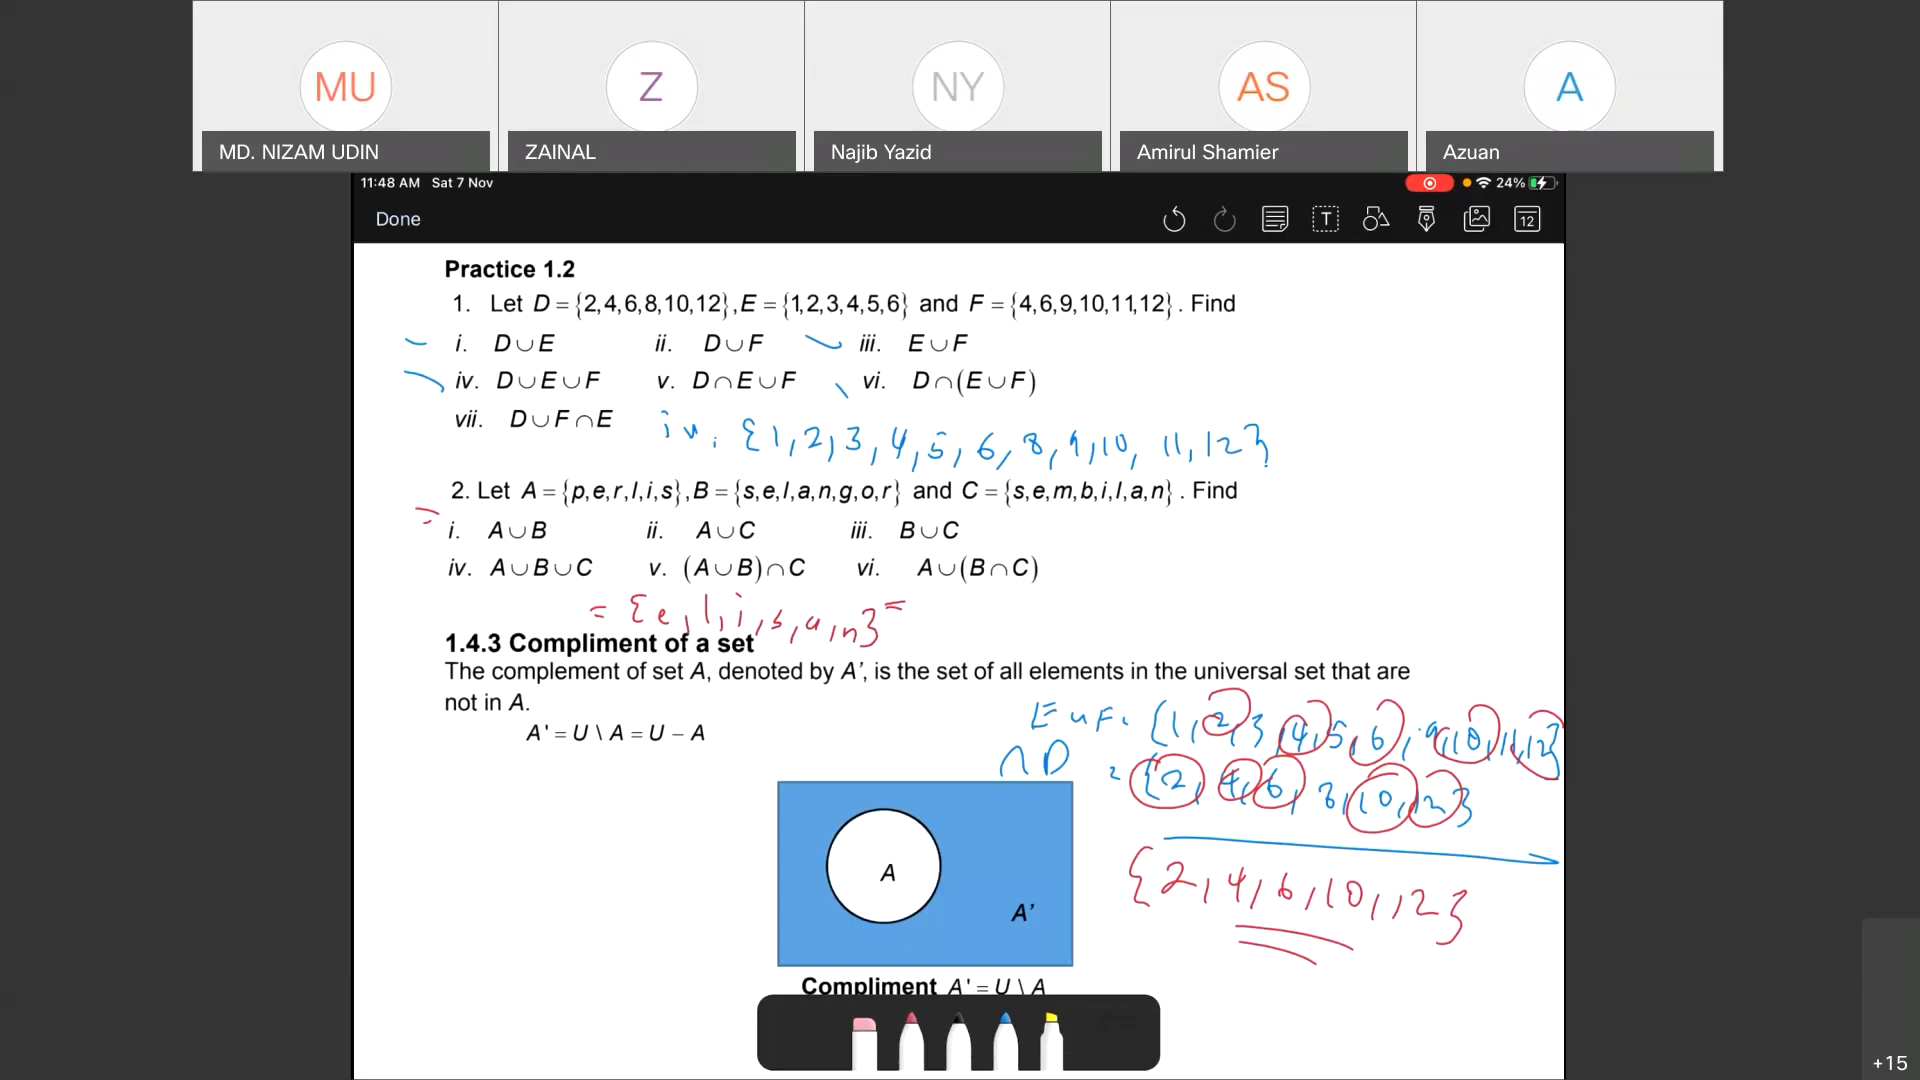 MU Z NY AS A
MD. NIZAM UDIN ZAINAL Najib Yazid Amirul Shamier Azuan
11:48 AM Sat 7 Nov 24%
Done T 12
Practice 1.2
1. Let D = {2,4,6,8,10,12}, E = {1,2,3,4,5,6} and F = {4,6,9,10,11,12}. Find
i. D∪E ii. D∪F iii. E∪F
iv. D∪E∪F v. D∩E∪F vi. D∩(E∪F)
vii. D∪F∩E
iv. {1,2,3,4,5,6,8,9,10,11,12}
2. Let A = {p,e,r,l,i,s}, B = {s,e,l,a,n,g,o,r} and C = {s,e,m,b,i,l,a,n}. Find
i. A∪B ii. A∪C iii. B∪C
iv. A∪B∪C v. (A∪B)∩C vi. A∪(B∩C)
= {e,l,i,s,a,n} =
1.4.3 Compliment of a set
The complement of set A, denoted by A', is the set of all elements in the universal set that are
not in A.
A' = U \ A = U − A
E∪F. {1,2,3,4,5,6,9,10,11,12}
∩D = {2,4,6,8,10,12}
{2,4,6,10,12}
A
A'
Compliment A' = U \ A
+15